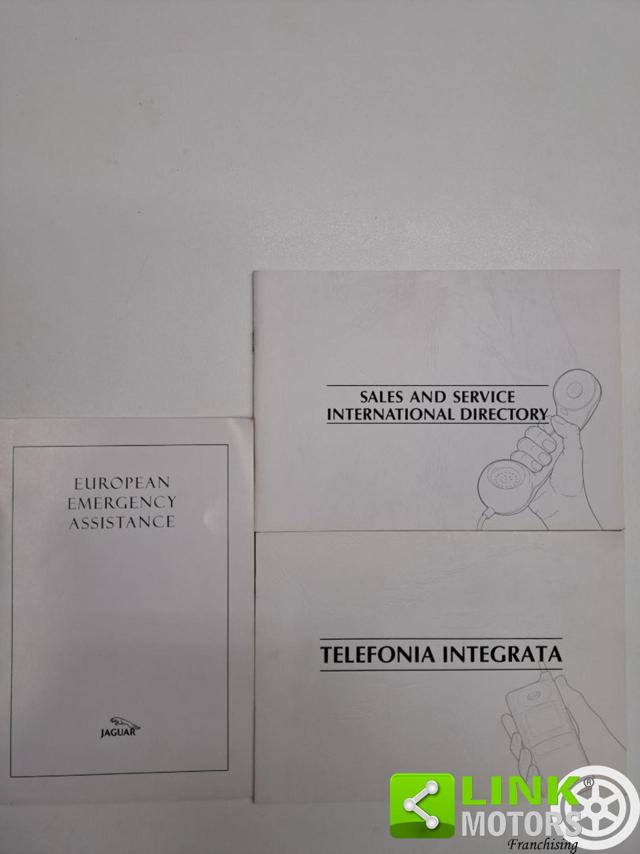 SALES AND SERVICE
INTERNATIONAL DIRECTORY
EUROPEAN
EMERGENCY
ASSISTANCE
JAGUAR
TELEFONIA INTEGRATA
LINK
MOTORS
Franchising